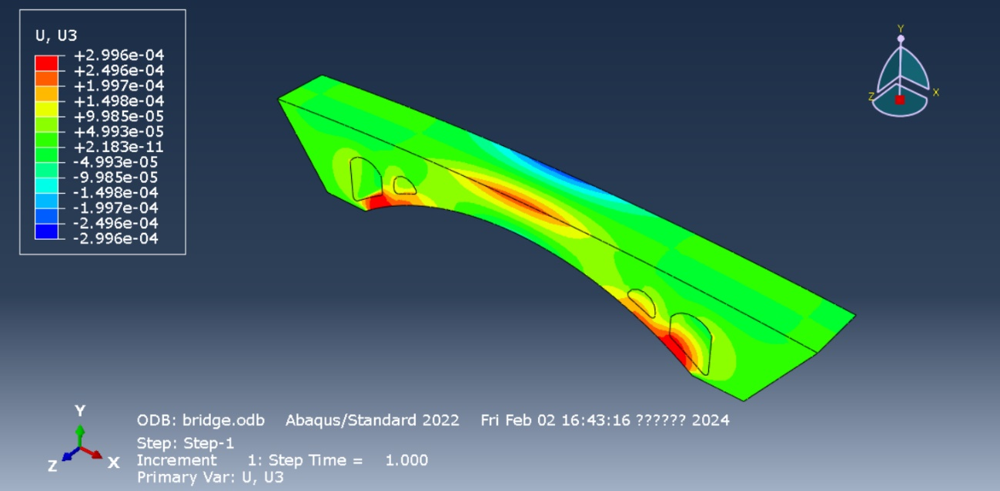 U, U3
+2.996e-04
+2.496e-04
+1.997e-04
+1.498e-04
+9.985e-05
+4.993e-05
+2.183e-11
-4.993e-05
-9.985e-05
-1.498e-04
-1.997e-04
-2.496e-04
-2.996e-04
Y
Z X
Y
Z X
ODB: bridge.odb Abaqus/Standard 2022 Fri Feb 02 16:43:16 ?????? 2024
Step: Step-1
Increment 1: Step Time = 1.000
Primary Var: U, U3